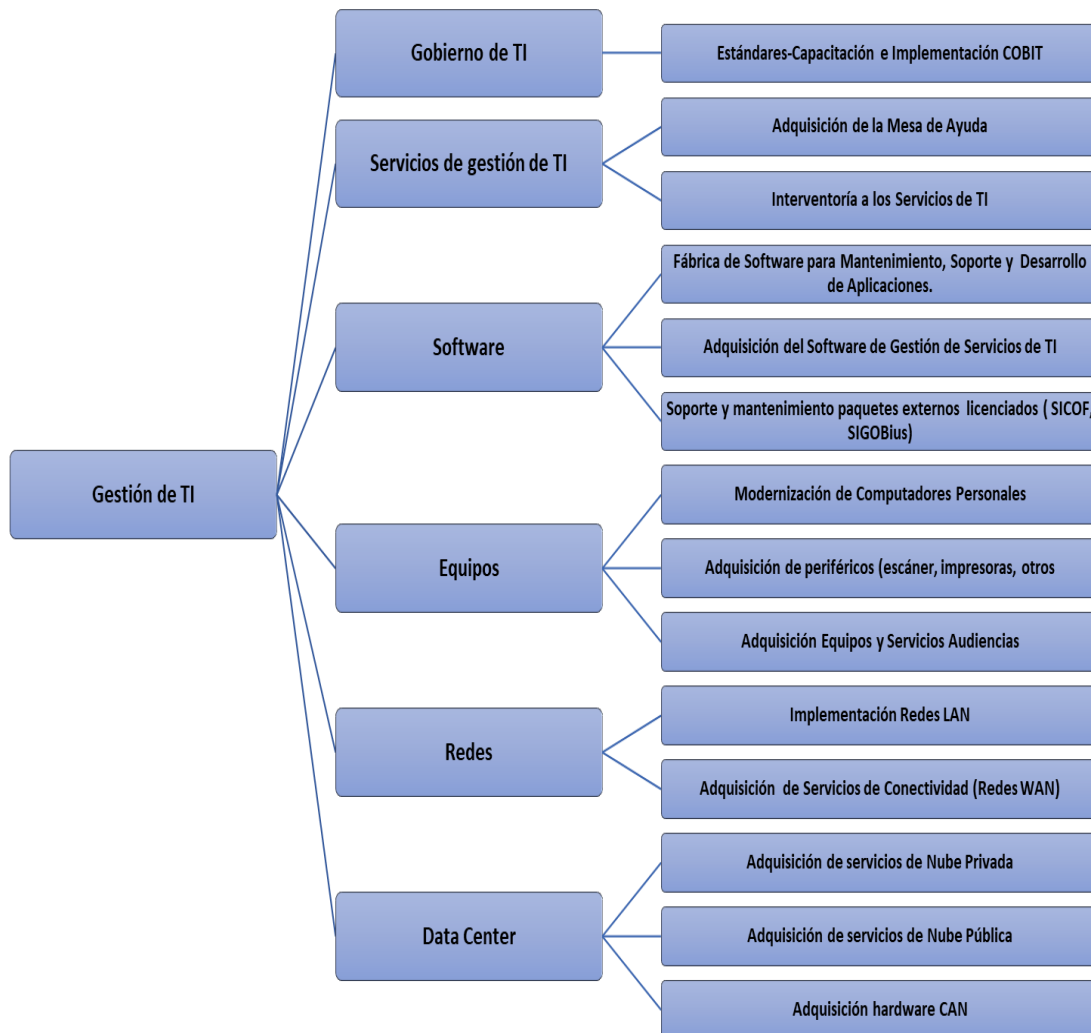 Gestión de TI
Gobierno de TI
Estándares-Capacitación e Implementación COBIT
Servicios de gestión de TI
Adquisición de la Mesa de Ayuda
Interventoría a los Servicios de TI
Software
Fábrica de Software para Mantenimiento, Soporte y Desarrollo
de Aplicaciones.
Adquisición del Software de Gestión de Servicios de TI
Soporte y mantenimiento paquetes externos licenciados ( SICOF,
SIGOBius)
Equipos
Modernización de Computadores Personales
Adquisición de periféricos (escáner, impresoras, otros
Adquisición Equipos y Servicios Audiencias
Redes
Implementación Redes LAN
Adquisición de Servicios de Conectividad (Redes WAN)
Data Center
Adquisición de servicios de Nube Privada
Adquisición de servicios de Nube Pública
Adquisición hardware CAN